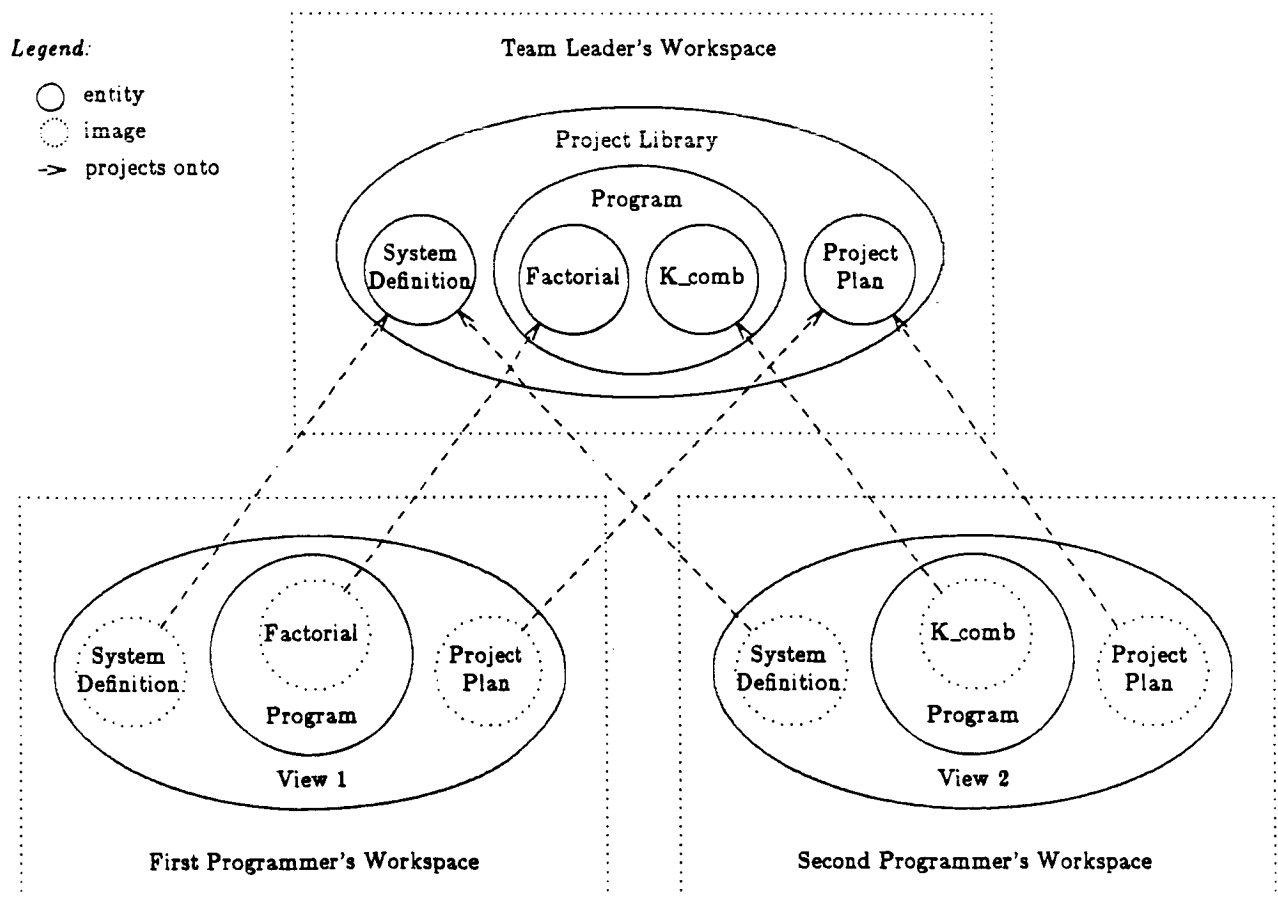 Legend:
entity
image
projects onto
Team Leader's Workspace
Project Library
Program
System
Definition
Factorial
K_comb
Project
Plan
System
Definition
Factorial
Program
Project
Plan
View 1
First Programmer's Workspace
System
Definition
K_comb
Program
Project
Plan
View 2
Second Programmer's Workspace